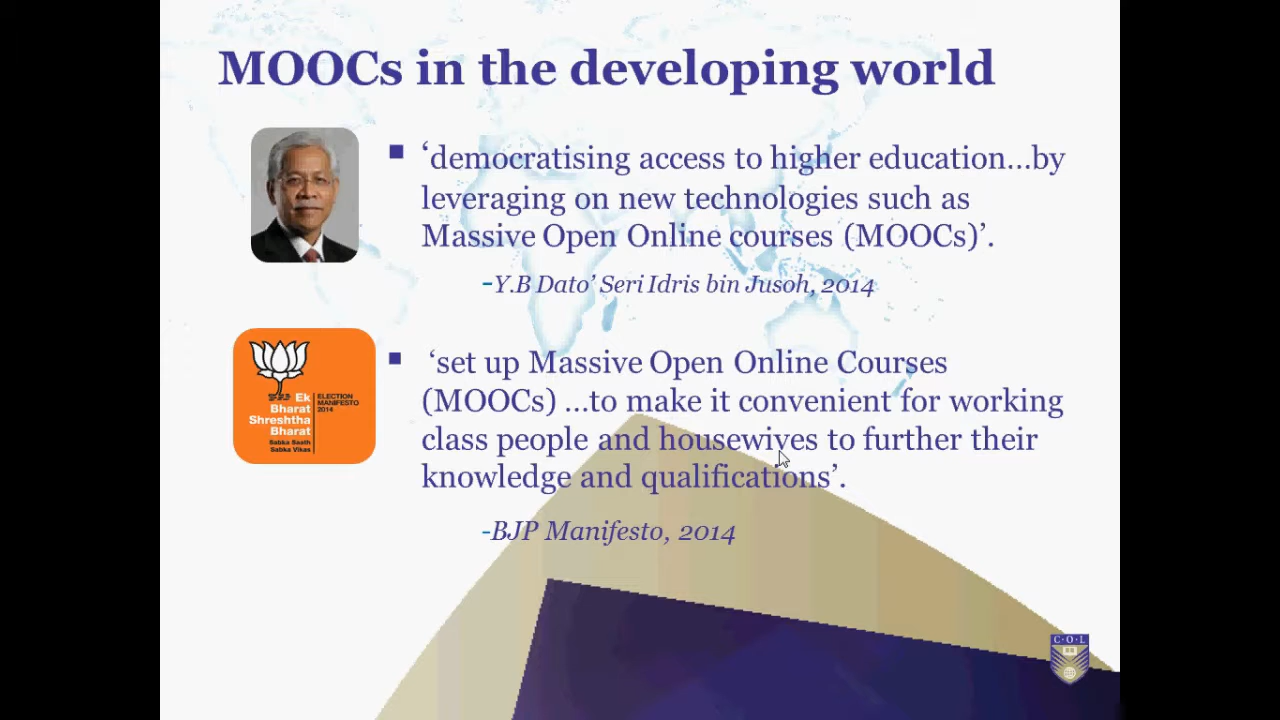 MOOCs in the developing world
▪ ‘democratising access to higher education...by
leveraging on new technologies such as
Massive Open Online courses (MOOCs)’.
-Y.B Dato’ Seri Idris bin Jusoh, 2014
Ek
Bharat
Shreshtha
Bharat
Sabka Saath
Sabka Vikas
ELECTION
MANIFESTO
2014
▪ ‘set up Massive Open Online Courses
(MOOCs) ...to make it convenient for working
class people and housewives to further their
knowledge and qualifications’.
-BJP Manifesto, 2014
C·O·L